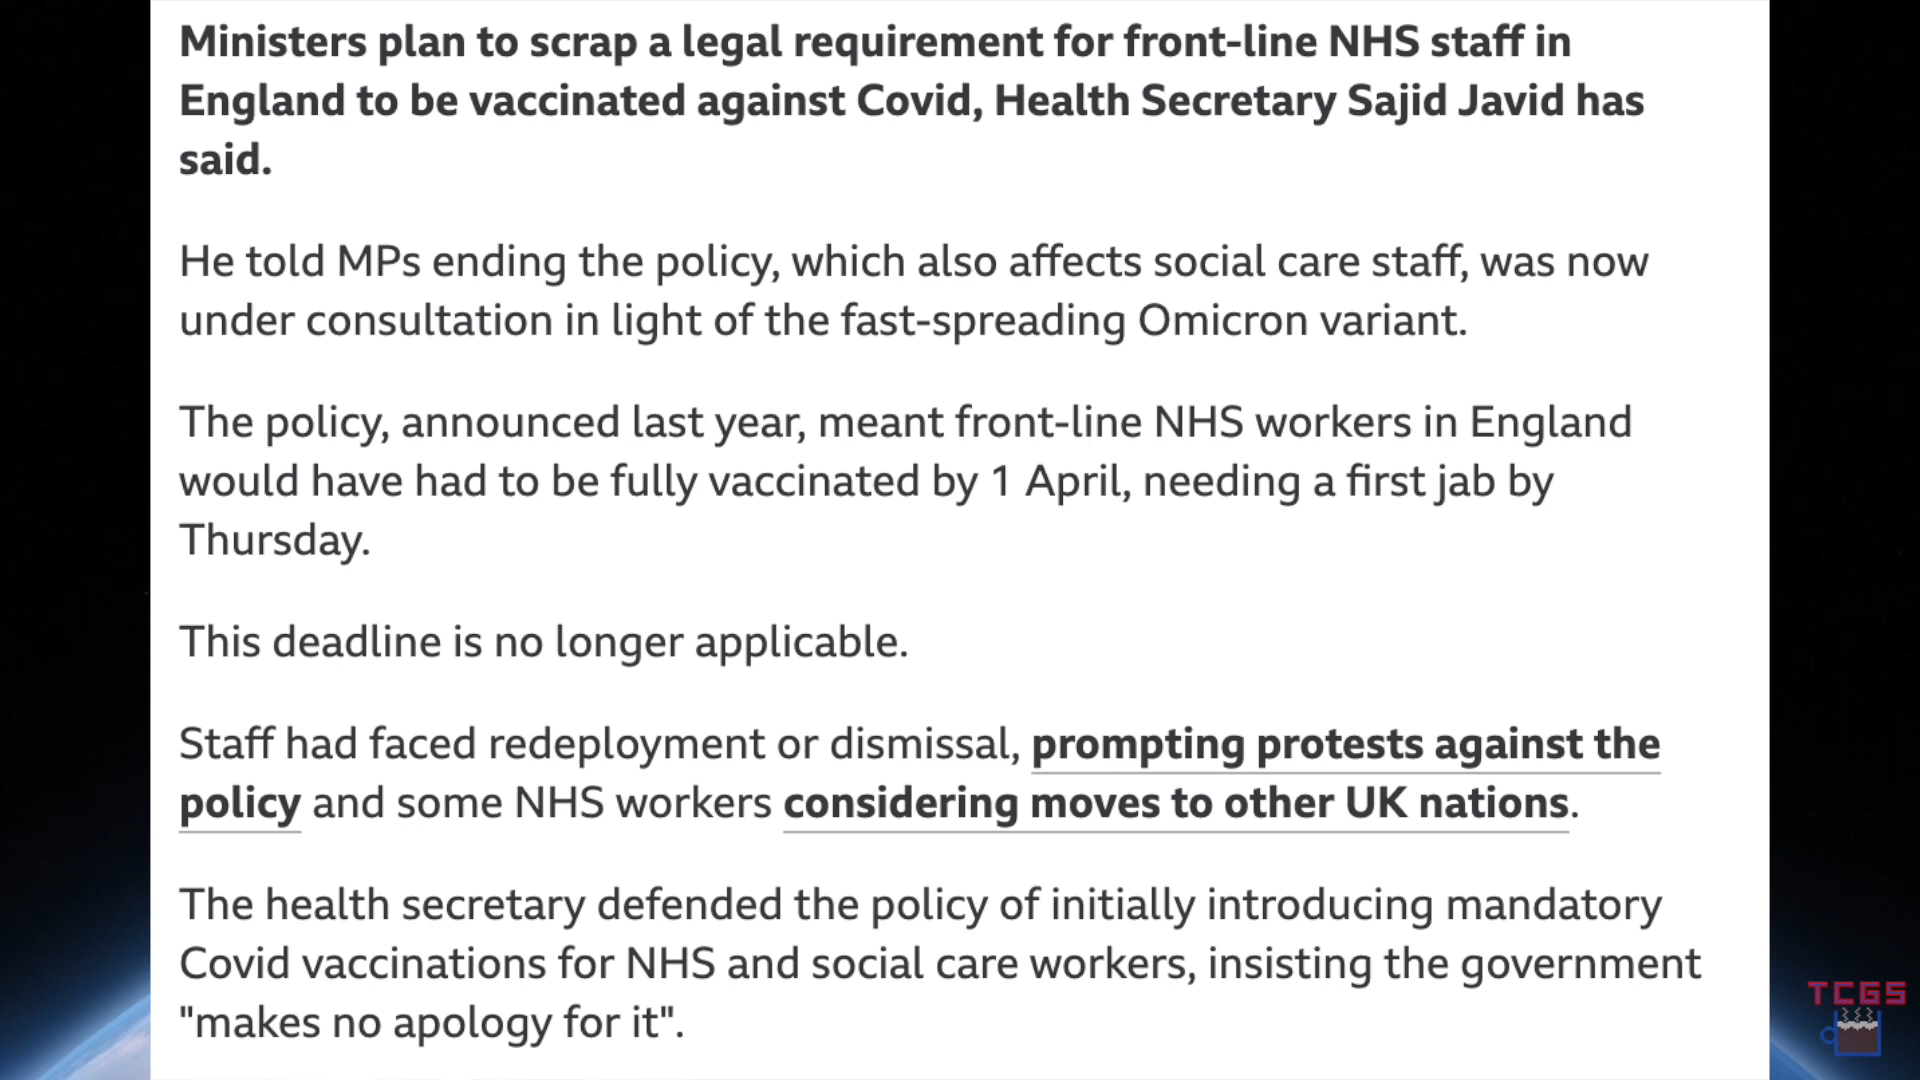 Ministers plan to scrap a legal requirement for front-line NHS staff in
England to be vaccinated against Covid, Health Secretary Sajid Javid has
said.
He told MPs ending the policy, which also affects social care staff, was now
under consultation in light of the fast-spreading Omicron variant.
The policy, announced last year, meant front-line NHS workers in England
would have had to be fully vaccinated by 1 April, needing a first jab by
Thursday.
This deadline is no longer applicable.
Staff had faced redeployment or dismissal, prompting protests against the
policy and some NHS workers considering moves to other UK nations.
The health secretary defended the policy of initially introducing mandatory
Covid vaccinations for NHS and social care workers, insisting the government
"makes no apology for it".
TCGS